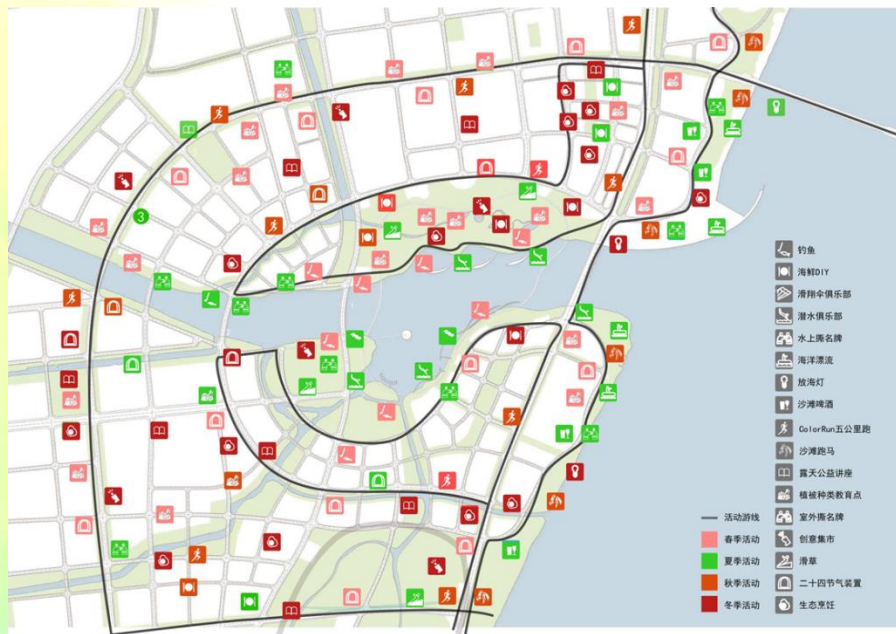 3
钓鱼
海鲜DIY
滑翔伞俱乐部
潜水俱乐部
水上撕名牌
海洋漂流
放海灯
沙滩啤酒
ColorRun五公里跑
沙滩跑马
露天公益讲座
植被种类教育点
室外撕名牌
创意集市
滑草
二十四节气装置
生态烹饪
活动游线
春季活动
夏季活动
秋季活动
冬季活动